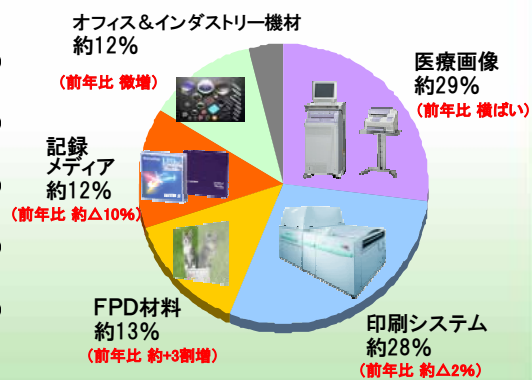 オフィス＆インダストリー機材
約12%
（前年比 微増）
医療画像
約29%
（前年比 横ばい）
記録
メディア
約12%
（前年比 約△10%）
FPD材料
約13%
（前年比 約+3割増）
印刷システム
約28%
（前年比 約△2%）